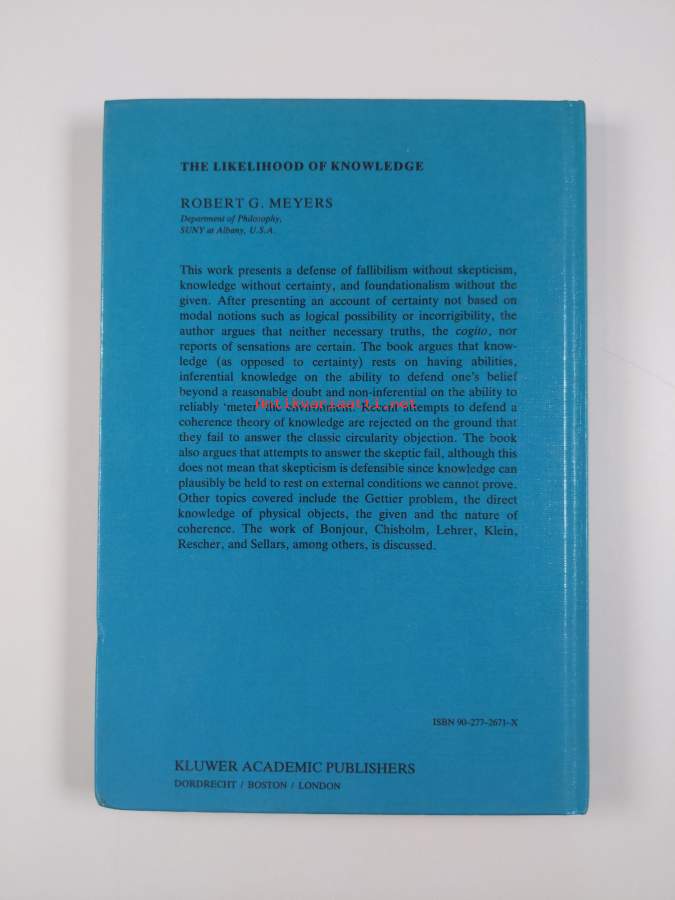 THE LIKELIHOOD OF KNOWLEDGE
ROBERT G. MEYERS
Department of Philosophy,
SUNY at Albany, U.S.A.
This work presents a defense of fallibilism without skepticism,
knowledge without certainty, and foundationalism without the
given. After presenting an account of certainty not based on
modal notions such as logical possibility or incorrigibility, the
author argues that neither necessary truths, the cogito, nor
reports of sensations are certain. The book argues that know-
ledge (as opposed to certainty) rests on having abilities,
inferential knowledge on the ability to defend one's belief
beyond a reasonable doubt and non-inferential on the ability to
reliably 'meter' the environment. Recent attempts to defend a
antikvariaatti.net
coherence theory of knowledge are rejected on the ground that
they fail to answer the classic circularity objection. The book
also argues that attempts to answer the skeptic fail, although this
does not mean that skepticism is defensible since knowledge can
plausibly be held to rest on external conditions we cannot prove.
Other topics covered include the Gettier problem, the direct
knowledge of physical objects, the given and the nature of
coherence. The work of Bonjour, Chisholm, Lehrer, Klein,
Rescher, and Sellars, among others, is discussed.
ISBN 90-277-2671-X
KLUWER ACADEMIC PUBLISHERS
DORDRECHT / BOSTON / LONDON